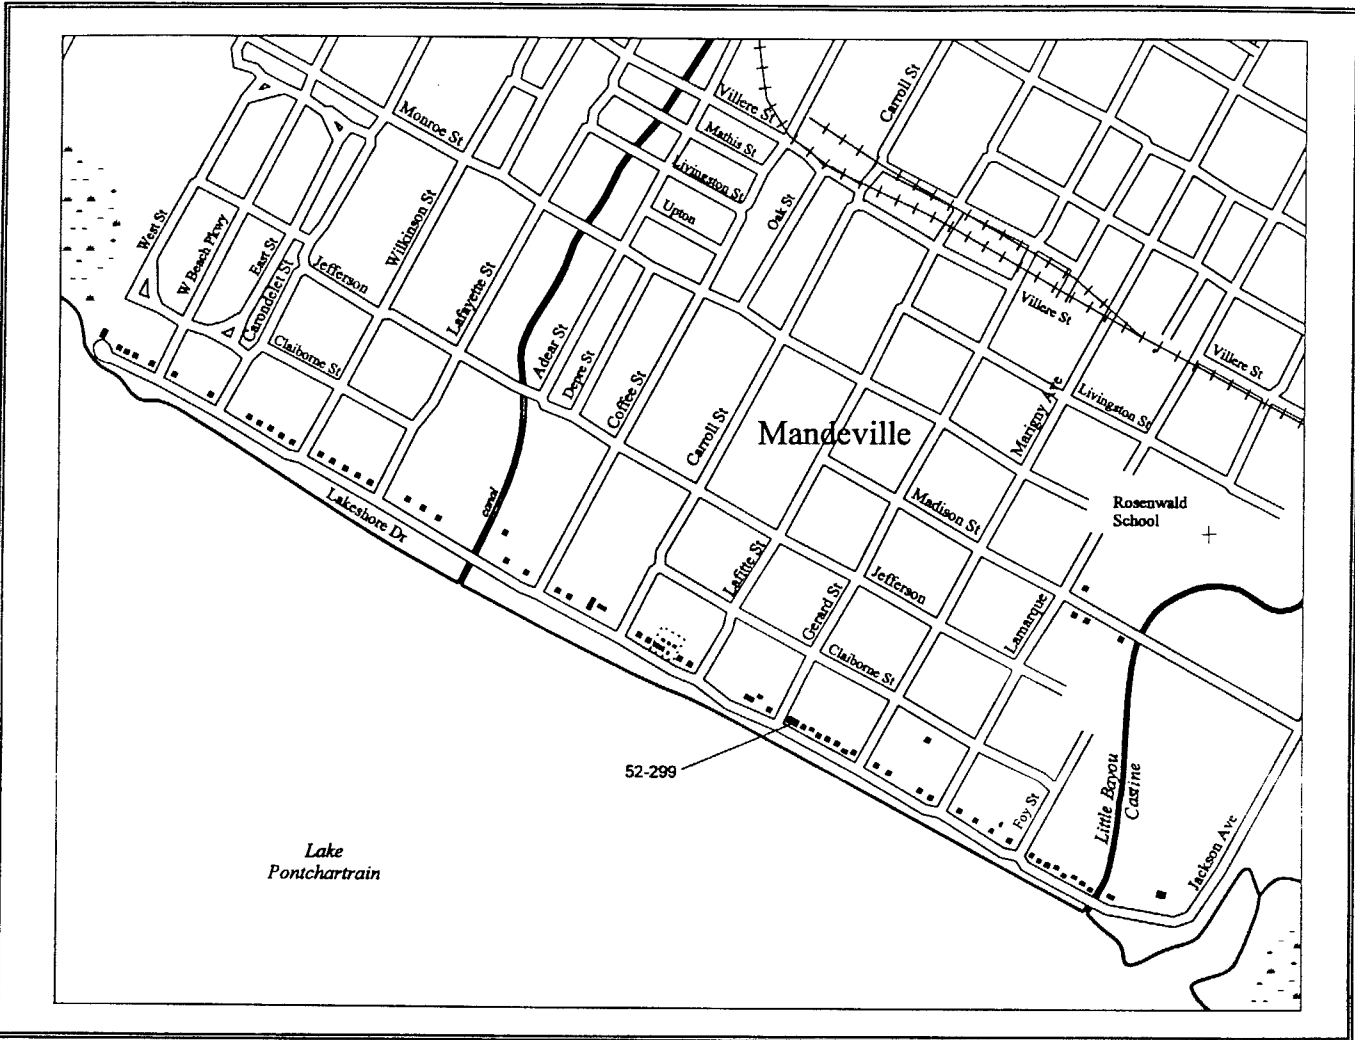 Villere St
Carroll St
Monroe St
Mathis St
Livingston St
Upton
Oak St
West St
W Beach Pkwy
East St
Carondelet St
Jefferson
Wilkinson St
Lafayette St
Claiborne St
Adear St
Depre St
Coffee St
Carroll St
Villere St
Villere St
Livingston St
Marigny Ave
Mandeville
Rosenwald
School
Madison St
canal
Lakeshore Dr
Lafitte St
Jefferson
Gerard St
Lamarque
Claiborne St
52-299
Foy St
Little Bayou
Castine
Jackson Ave
Lake
Pontchartrain